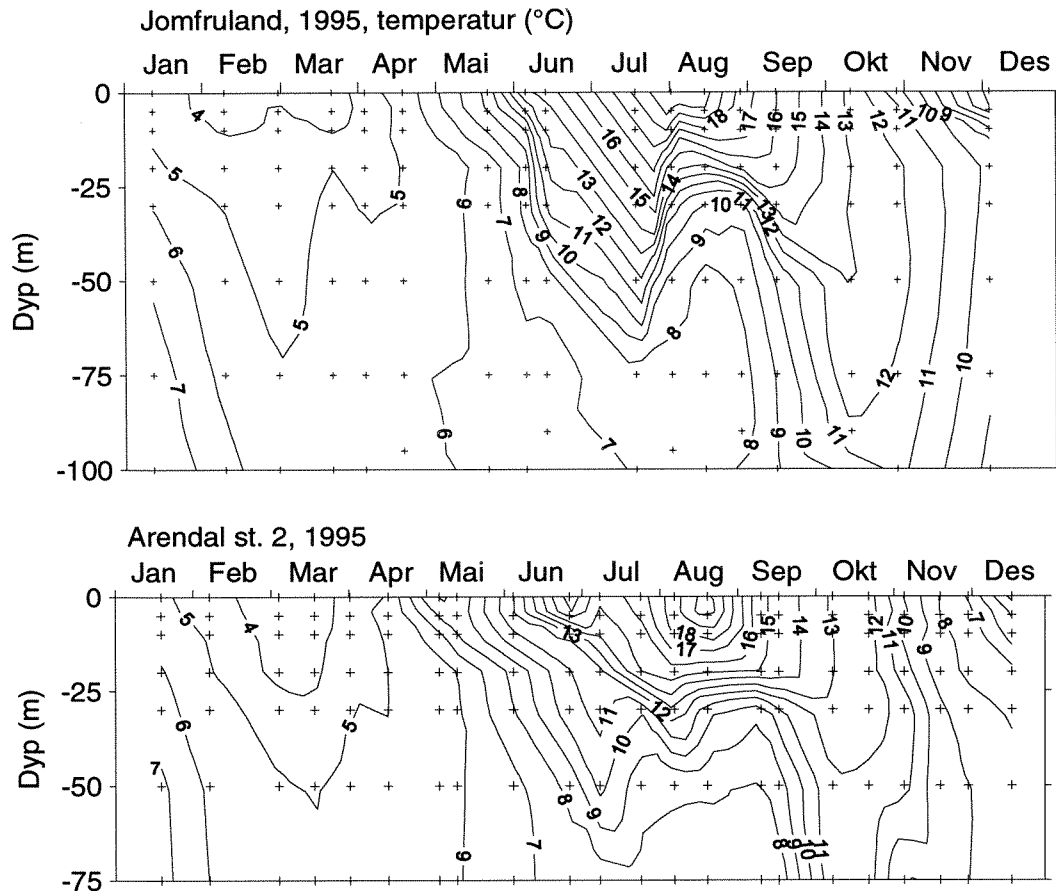 Jomfruland, 1995, temperatur (°C)
Jan Feb Mar Apr Mai Jun Jul Aug Sep Okt Nov Des
0
-25
-50
-75
-100
Dyp (m)
4 18 17 16 15 14 13 12 11 10 9
16
5 5 8 13 15 14
6 7 9 10 11 12 13
6 9 11 12 10 12
5 8 9
7 12 11 10
6 7 8 9 10 11
Arendal st. 2, 1995
Jan Feb Mar Apr Mai Jun Jul Aug Sep Okt Nov Des
0
-25
-50
-75
Dyp (m)
5 4 13 18 17 16 15 14 13 12 11 10 9 8 7
6 5 11 12
7 10
8 9
6 7 8 9 10 11